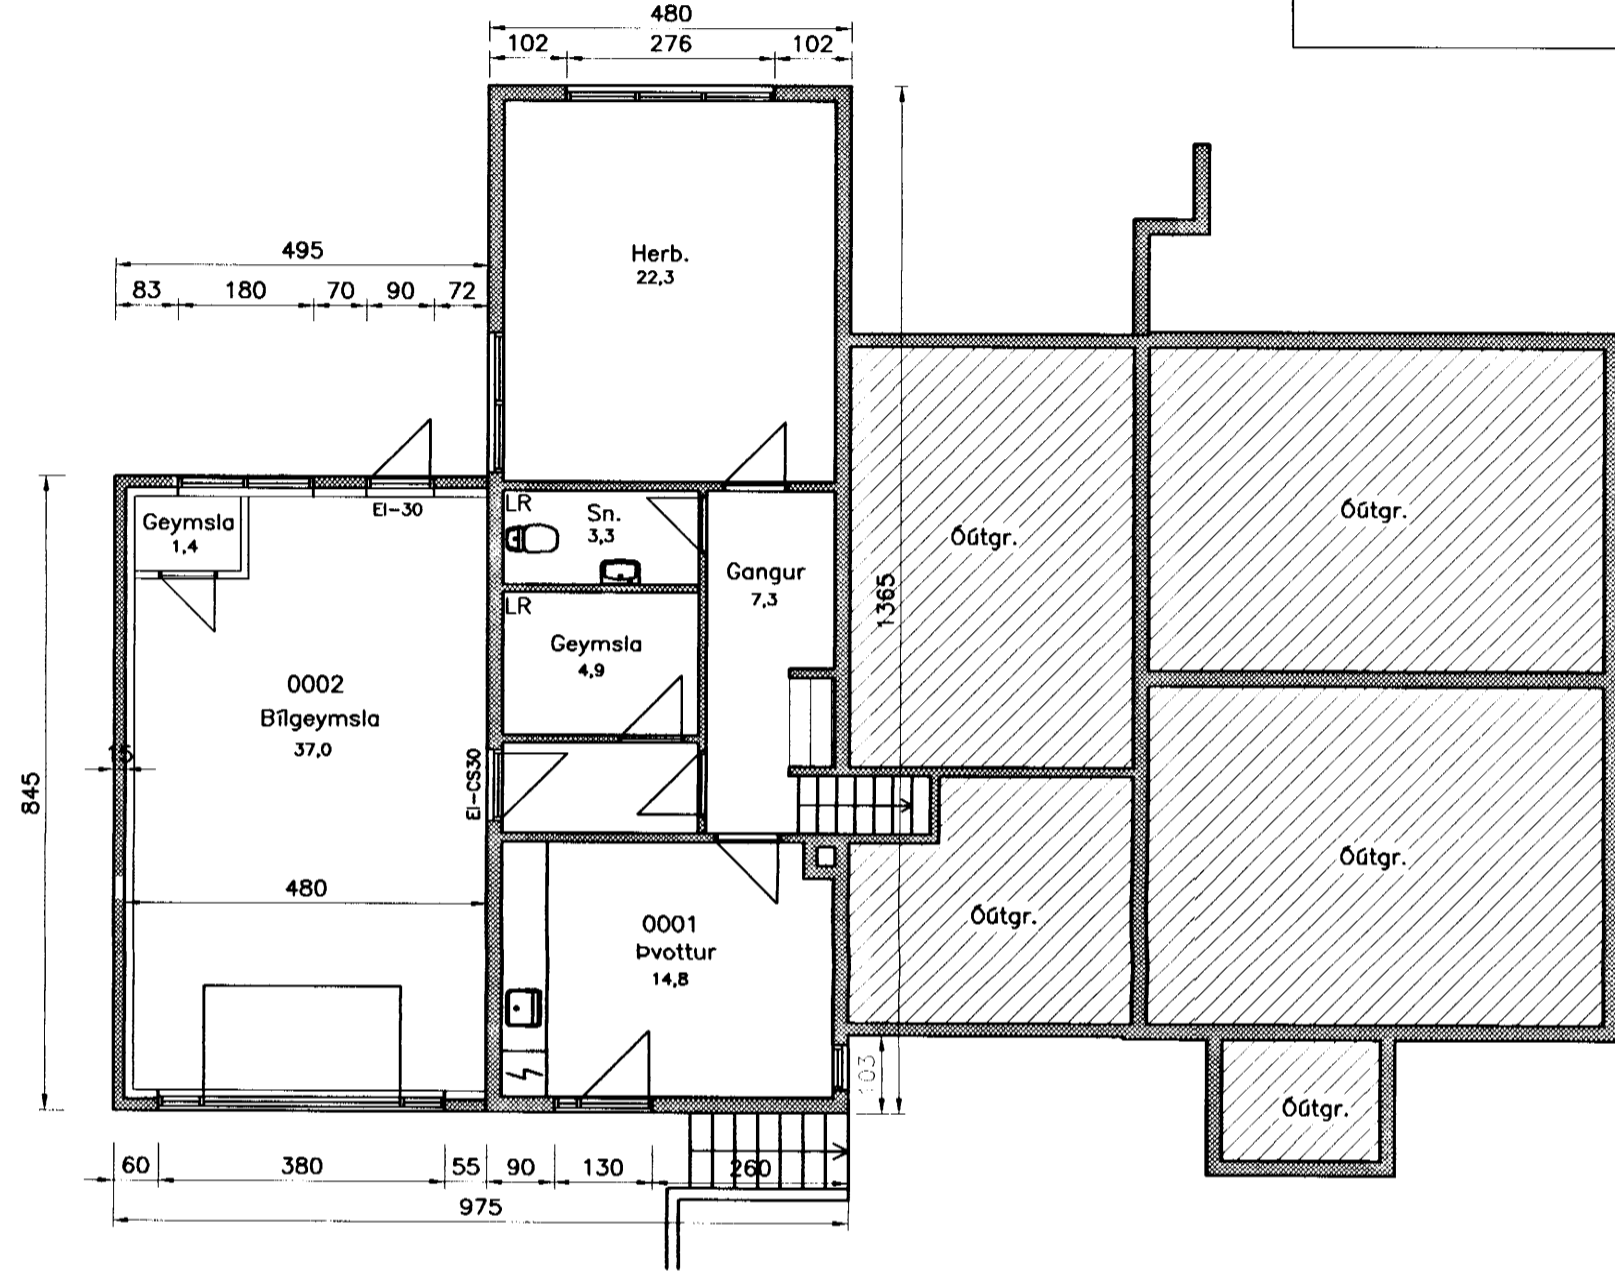 480
102 276 102
495
83 180 70 90 72
Herb.
22,3
EI-30
Geymsla
1,4
LR
Sn.
3,3
Gangur
7,3
LR
Geymsla
4,9
0002
Bílgeymsla
37,0
15
845
EI-CS30
480
0001
Þvottur
14,8
1365
103
Óútgr.
Óútgr.
Óútgr.
Óútgr.
Óútgr.
60 380 55 90 130 260
975